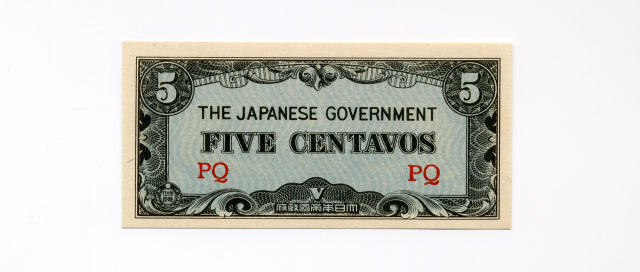 5 5
THE JAPANESE GOVERNMENT
FIVE CENTAVOS
PQ PQ
V
大日本帝國政府